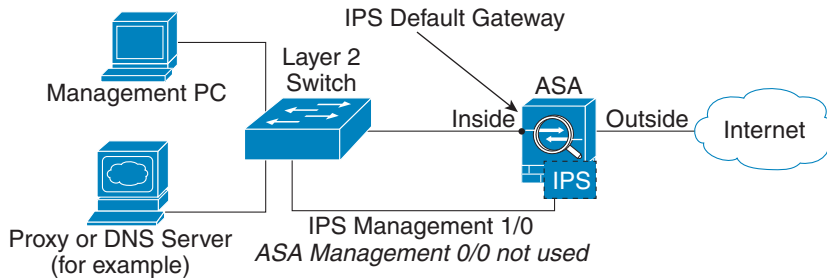 IPS Default Gateway
Layer 2
Switch
ASA
Management PC
Inside
Outside
Internet
IPS
IPS Management 1/0
ASA Management 0/0 not used
Proxy or DNS Server
(for example)